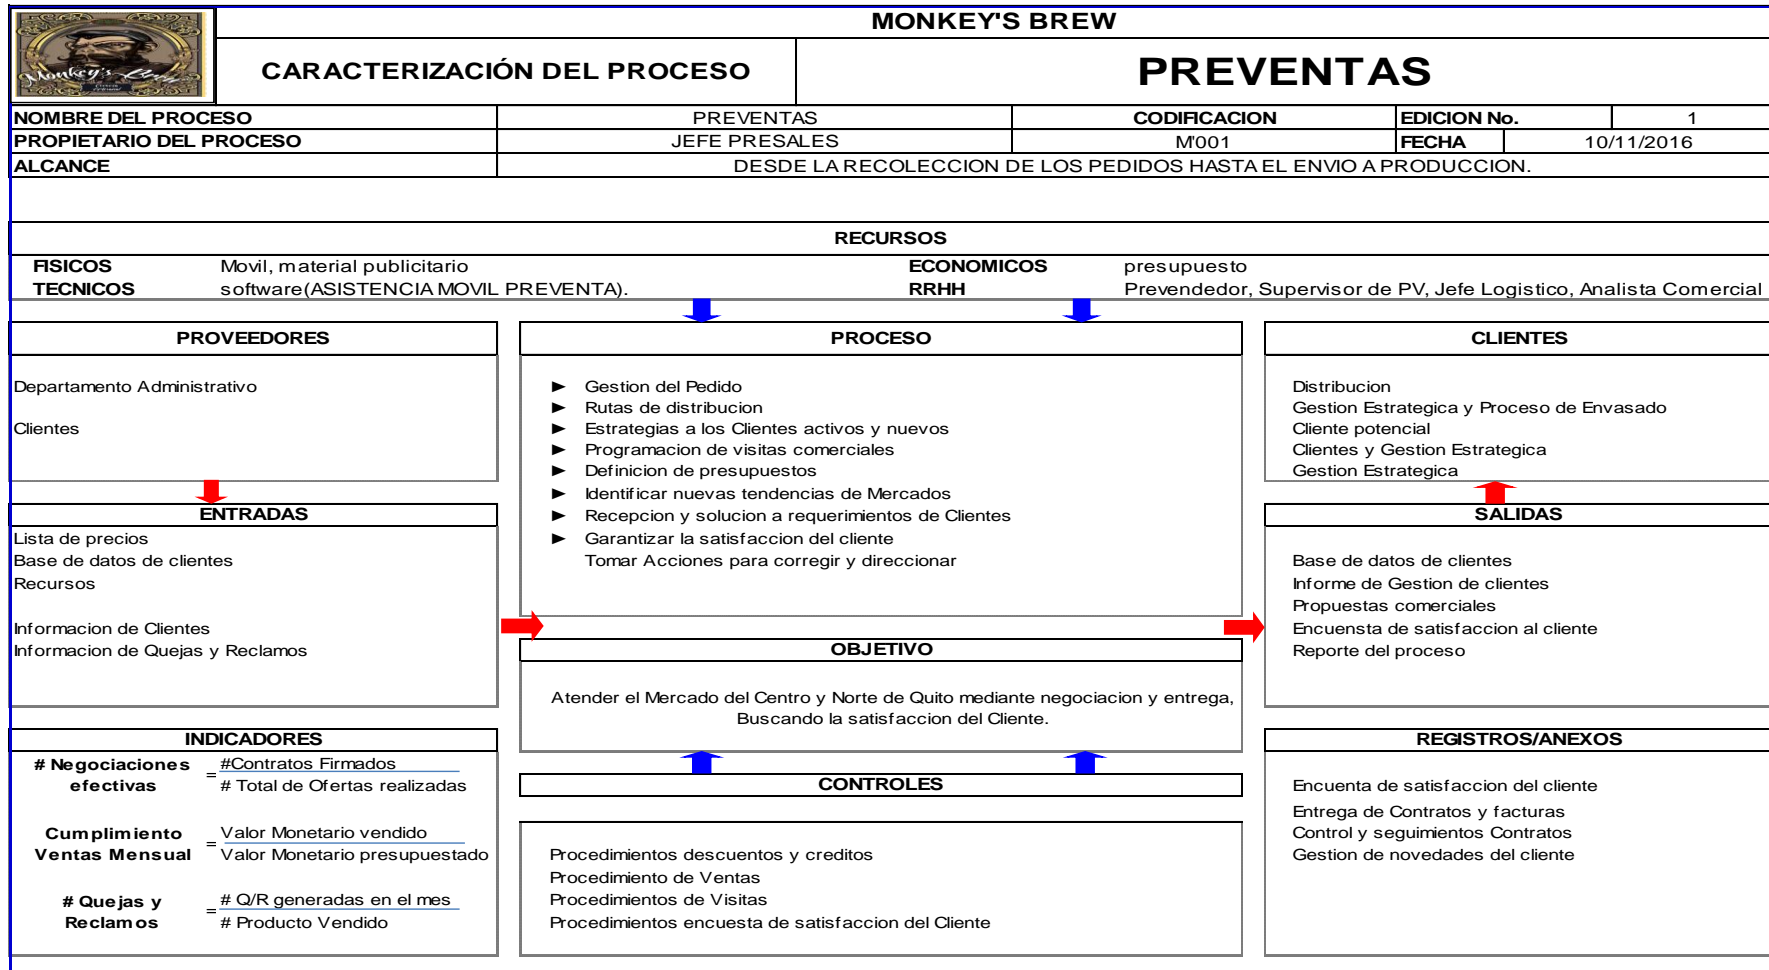 MONKEY'S BREW
Monkey's Brew
CARACTERIZACIÓN DEL PROCESO
PREVENTAS
NOMBRE DEL PROCESO PREVENTAS CODIFICACION EDICION No. 1
PROPIETARIO DEL PROCESO JEFE PRESALES M'001 FECHA 10/11/2016
ALCANCE DESDE LA RECOLECCION DE LOS PEDIDOS HASTA EL ENVIO A PRODUCCION.
RECURSOS
FISICOS Movil, material publicitario ECONOMICOS presupuesto
TECNICOS software(ASISTENCIA MOVIL PREVENTA). RRHH Prevendedor, Supervisor de PV, Jefe Logistico, Analista Comercial
PROVEEDORES
Departamento Administrativo
Clientes
ENTRADAS
Lista de precios
Base de datos de clientes
Recursos
Informacion de Clientes
Informacion de Quejas y Reclamos
INDICADORES
# Negociaciones efectivas = #Contratos Firmados
# Total de Ofertas realizadas
Cumplimiento Ventas Mensual = Valor Monetario vendido
Valor Monetario presupuestado
# Quejas y Reclamos = # Q/R generadas en el mes
# Producto Vendido
PROCESO
► Gestion del Pedido
► Rutas de distribucion
► Estrategias a los Clientes activos y nuevos
► Programacion de visitas comerciales
► Definicion de presupuestos
► Identificar nuevas tendencias de Mercados
► Recepcion y solucion a requerimientos de Clientes
► Garantizar la satisfaccion del cliente
Tomar Acciones para corregir y direccionar
OBJETIVO
Atender el Mercado del Centro y Norte de Quito mediante negociacion y entrega,
Buscando la satisfaccion del Cliente.
CONTROLES
Procedimientos descuentos y creditos
Procedimiento de Ventas
Procedimientos de Visitas
Procedimientos encuesta de satisfaccion del Cliente
CLIENTES
Distribucion
Gestion Estrategica y Proceso de Envasado
Cliente potencial
Clientes y Gestion Estrategica
Gestion Estrategica
SALIDAS
Base de datos de clientes
Informe de Gestion de clientes
Propuestas comerciales
Encuensta de satisfaccion al cliente
Reporte del proceso
REGISTROS/ANEXOS
Encuenta de satisfaccion del cliente
Entrega de Contratos y facturas
Control y seguimientos Contratos
Gestion de novedades del cliente